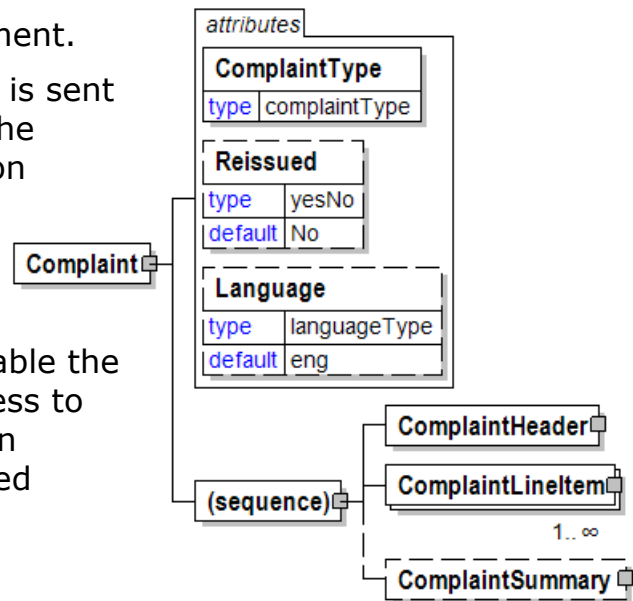 nent.
is sent
he
on
able the
ess to
n
ed
attributes
ComplaintType
type complaintType
Reissued
type yesNo
default No
Complaint
Language
type languageType
default eng
(sequence)
ComplaintHeader
ComplaintLineItem
1.. ∞
ComplaintSummary